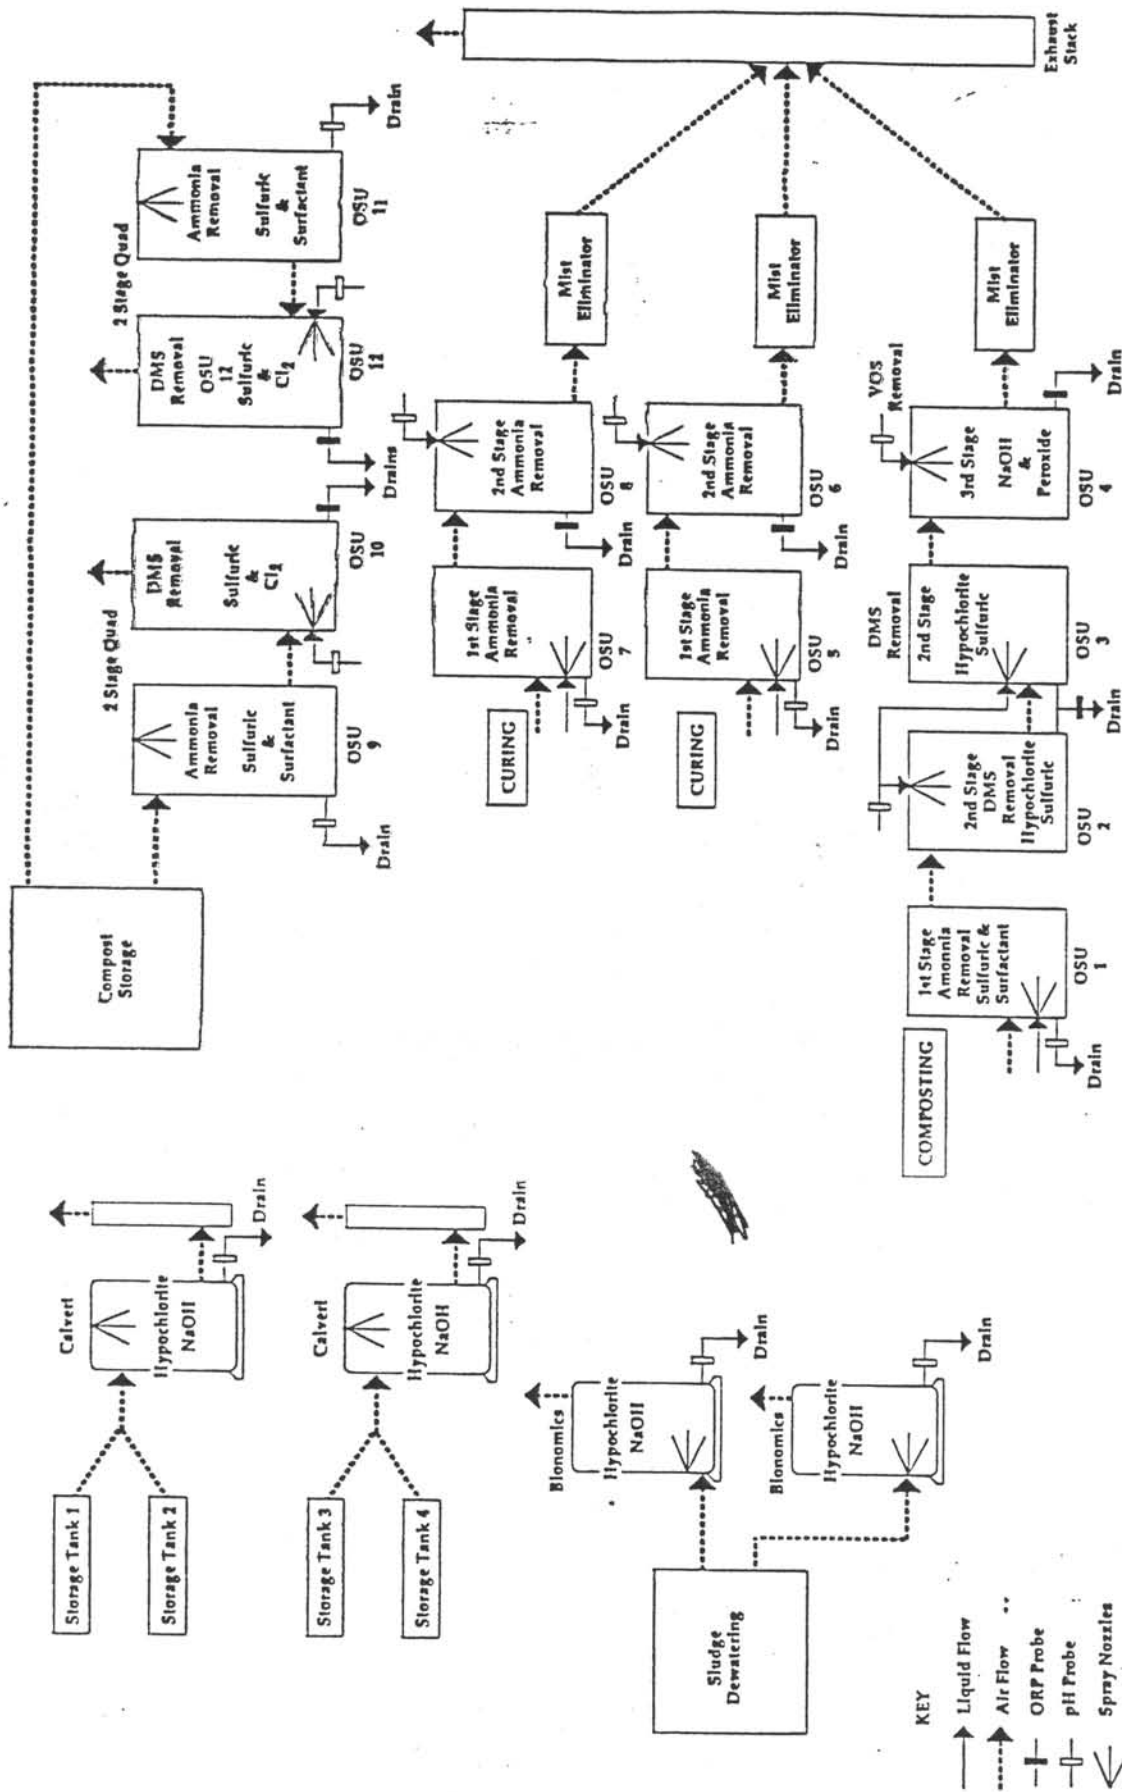 Storage Tank 1
Storage Tank 2
Calvert
Hypochlorite
NaOH
Drain
Storage Tank 3
Storage Tank 4
Calvert
Hypochlorite
NaOH
Drain
Sludge
Dewatering
Bionomics
Hypochlorite
NaOH
Drain
Bionomics
Hypochlorite
NaOH
Drain
KEY
Liquid Flow
Air Flow
ORP Probe
pH Probe
Spray Nozzles
Compost
Storage
2 Stage Quad
Ammonia
Removal
Sulfuric
&
Surfactant
OSU
9
Drain
DMS
Removal
Sulfuric
&
Cl2
OSU
10
Drains
2 Stage Quad
DMS
Removal
OSU
12
Sulfuric
&
Cl2
OSU
12
Ammonia
Removal
Sulfuric
&
Surfactant
OSU
11
Drain
CURING
1st Stage
Ammonia
Removal
OSU
7
Drain
2nd Stage
Ammonia
Removal
OSU
8
Drain
Mist
Eliminator
CURING
1st Stage
Ammonia
Removal
OSU
5
Drain
2nd Stage
Ammonia
Removal
OSU
6
Drain
Mist
Eliminator
COMPOSTING
1st Stage
Amonnia
Removal
Sulfuric &
Surfactant
OSU
1
Drain
2nd Stage
DMS
Removal
Hypochlorite
Sulfuric
OSU
2
Drain
DMS
Removal
2nd Stage
Hypochlorite
Sulfuric
OSU
3
VOS
Removal
3rd Stage
NaOH
&
Peroxide
OSU
4
Drain
Mist
Eliminator
Exhaust
Stack